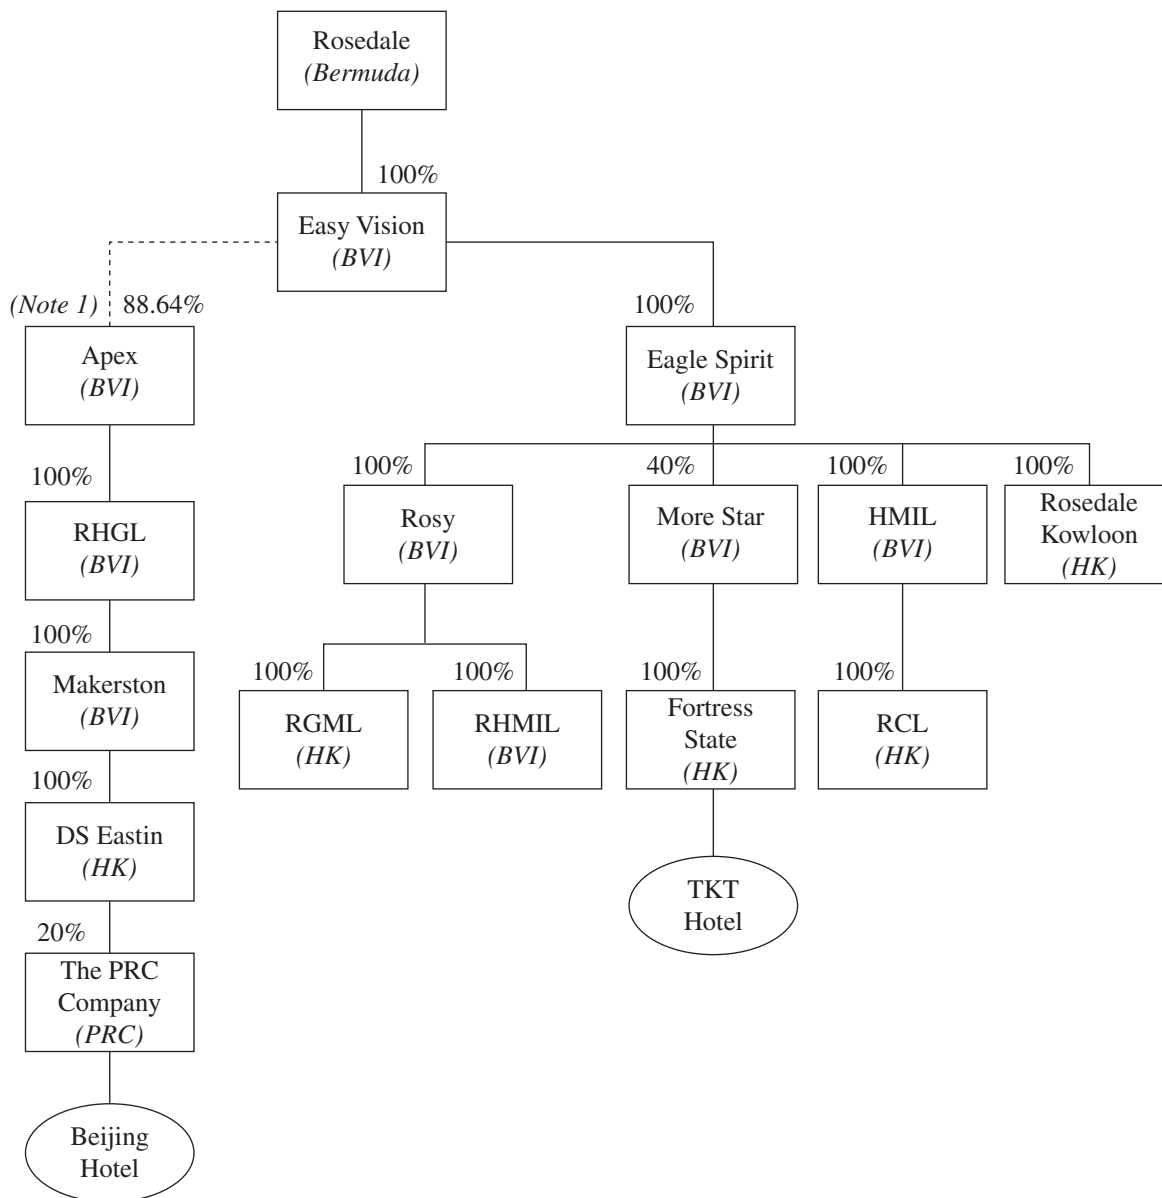 Rosedale
(Bermuda)
100%
Easy Vision
(BVI)
(Note 1) 88.64%
100%
Apex
(BVI)
Eagle Spirit
(BVI)
100%
100%
40%
100%
100%
RHGL
(BVI)
Rosy
(BVI)
More Star
(BVI)
HMIL
(BVI)
Rosedale
Kowloon
(HK)
100%
Makerston
(BVI)
100%
100%
100%
100%
RGML
(HK)
RHMIL
(BVI)
Fortress
State
(HK)
RCL
(HK)
100%
DS Eastin
(HK)
TKT
Hotel
20%
The PRC
Company
(PRC)
Beijing
Hotel